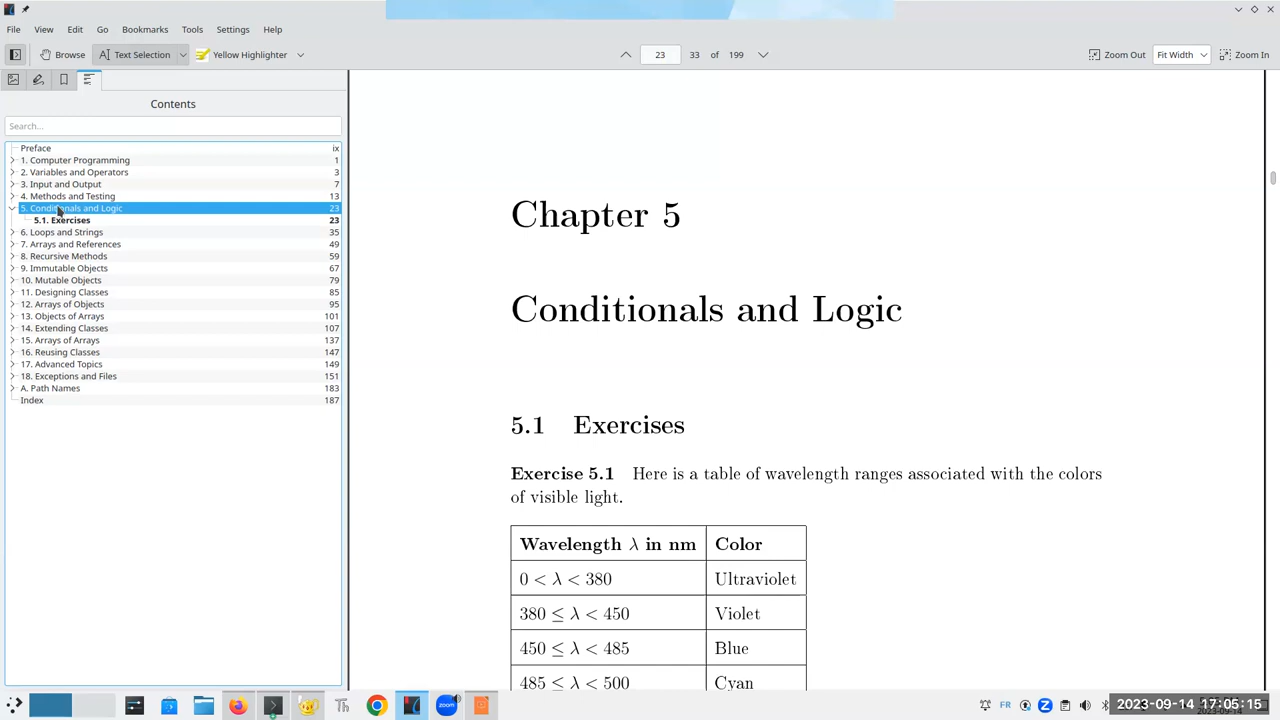 File View Edit Go Bookmarks Tools Settings Help
Browse Text Selection Yellow Highlighter 23 33 of 199 Zoom Out Fit Width Zoom In
Contents
Search...
Preface ix
1. Computer Programming 1
2. Variables and Operators 3
3. Input and Output 7
4. Methods and Testing 13
5. Conditionals and Logic 23
5.1. Exercises 23
6. Loops and Strings 35
7. Arrays and References 49
8. Recursive Methods 59
9. Immutable Objects 67
10. Mutable Objects 79
11. Designing Classes 85
12. Arrays of Objects 95
13. Objects of Arrays 101
14. Extending Classes 107
15. Arrays of Arrays 137
16. Reusing Classes 147
17. Advanced Topics 149
18. Exceptions and Files 151
A. Path Names 183
Index 187
Chapter 5
Conditionals and Logic
5.1 Exercises
Exercise 5.1 Here is a table of wavelength ranges associated with the colors
of visible light.
Wavelength λ in nm Color
0 < λ < 380 Ultraviolet
380 ≤ λ < 450 Violet
450 ≤ λ < 485 Blue
485 ≤ λ < 500 Cyan
Th zoom FR Z 2023-09-14 17:05:15